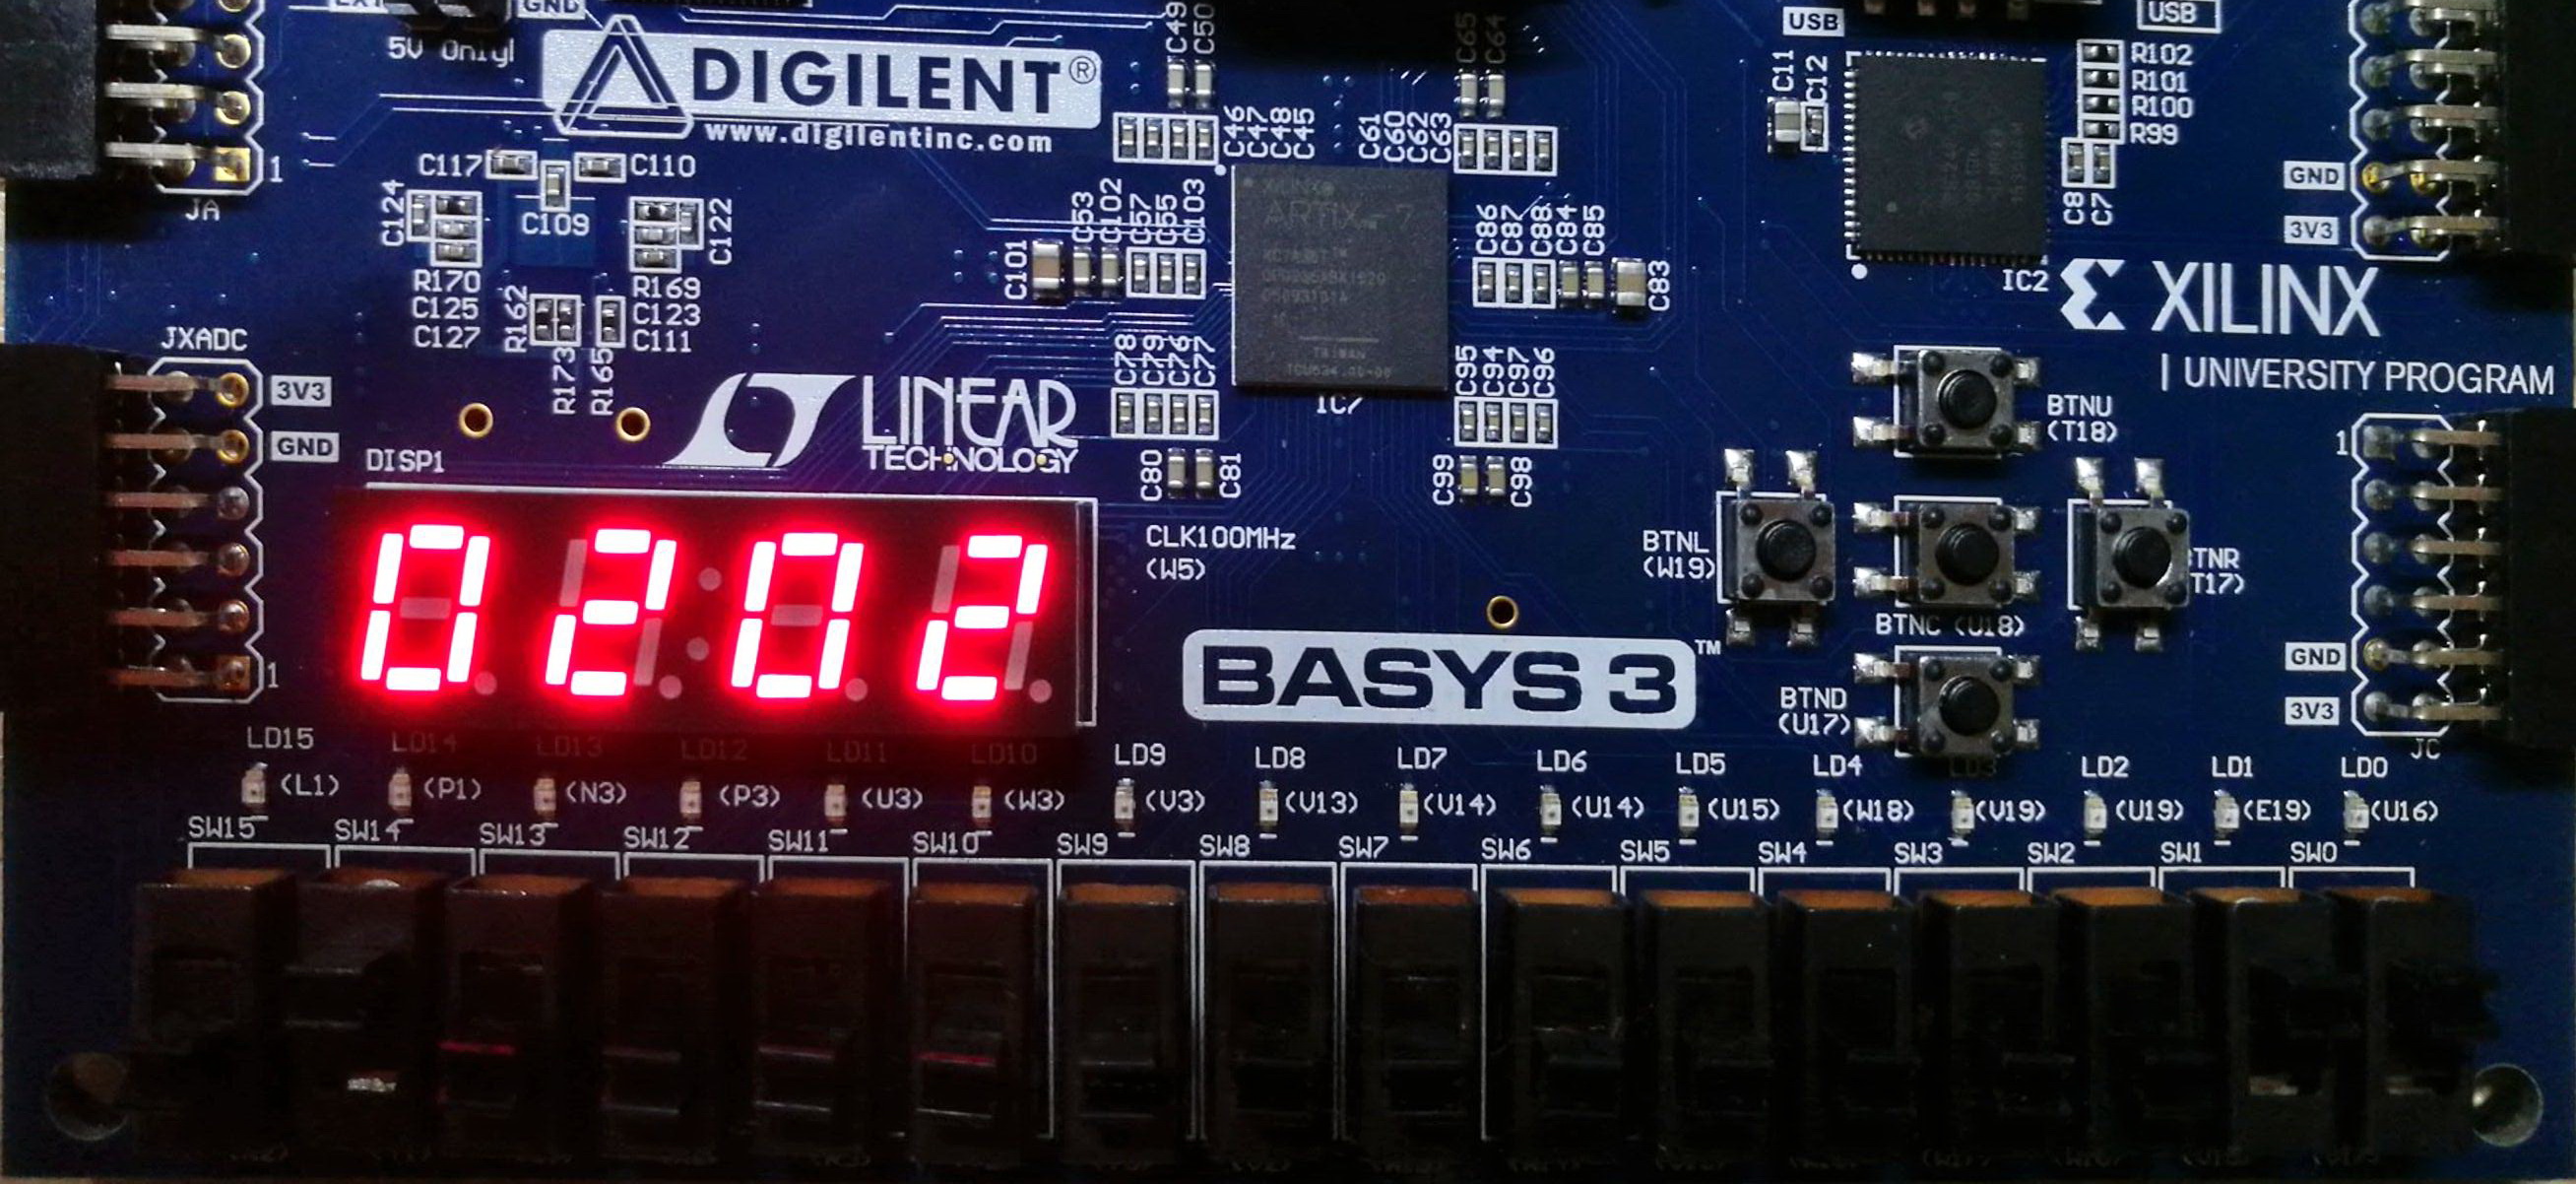 GND
5V Only!
DIGILENT®
www.digilentinc.com
C49
C50
C65
C64
USB
USB
C11
C12
R102
R101
R100
R99
C46
C47
C48
C45
C61
C60
C62
C63
1
JA
C117
C110
C124
C109
C122
R170
C125
C127
R162
R173
R165
R169
C123
C111
C53
C102
C57
C55
C103
C101
XILINX®
ARTIX-7
TAIWAN
IC7
C86
C87
C88
C84
C85
C83
C8
C7
IC2
GND
3V3
XILINX
UNIVERSITY PROGRAM
JXADC
3V3
GND
1
C78
C79
C76
C77
C95
C94
C97
C96
C80
C81
C99
C98
LINEAR
TECHNOLOGY
DISP1
0202
CLK100MHz
(W5)
BTNU
(T18)
BTNL
(W19)
BTNC (U18)
BTND
(U17)
BASYS 3™
1
GND
3V3
JC
LD15
LD14
LD13
LD12
LD11
LD10
LD9
LD8
LD7
LD6
LD5
LD4
LD3
LD2
LD1
LD0
(L1)
(P1)
(N3)
(P3)
(U3)
(W3)
(V3)
(V13)
(V14)
(U14)
(U15)
(W18)
(V19)
(U19)
(E19)
(U16)
SW15
SW14
SW13
SW12
SW11
SW10
SW9
SW8
SW7
SW6
SW5
SW4
SW3
SW2
SW1
SW0